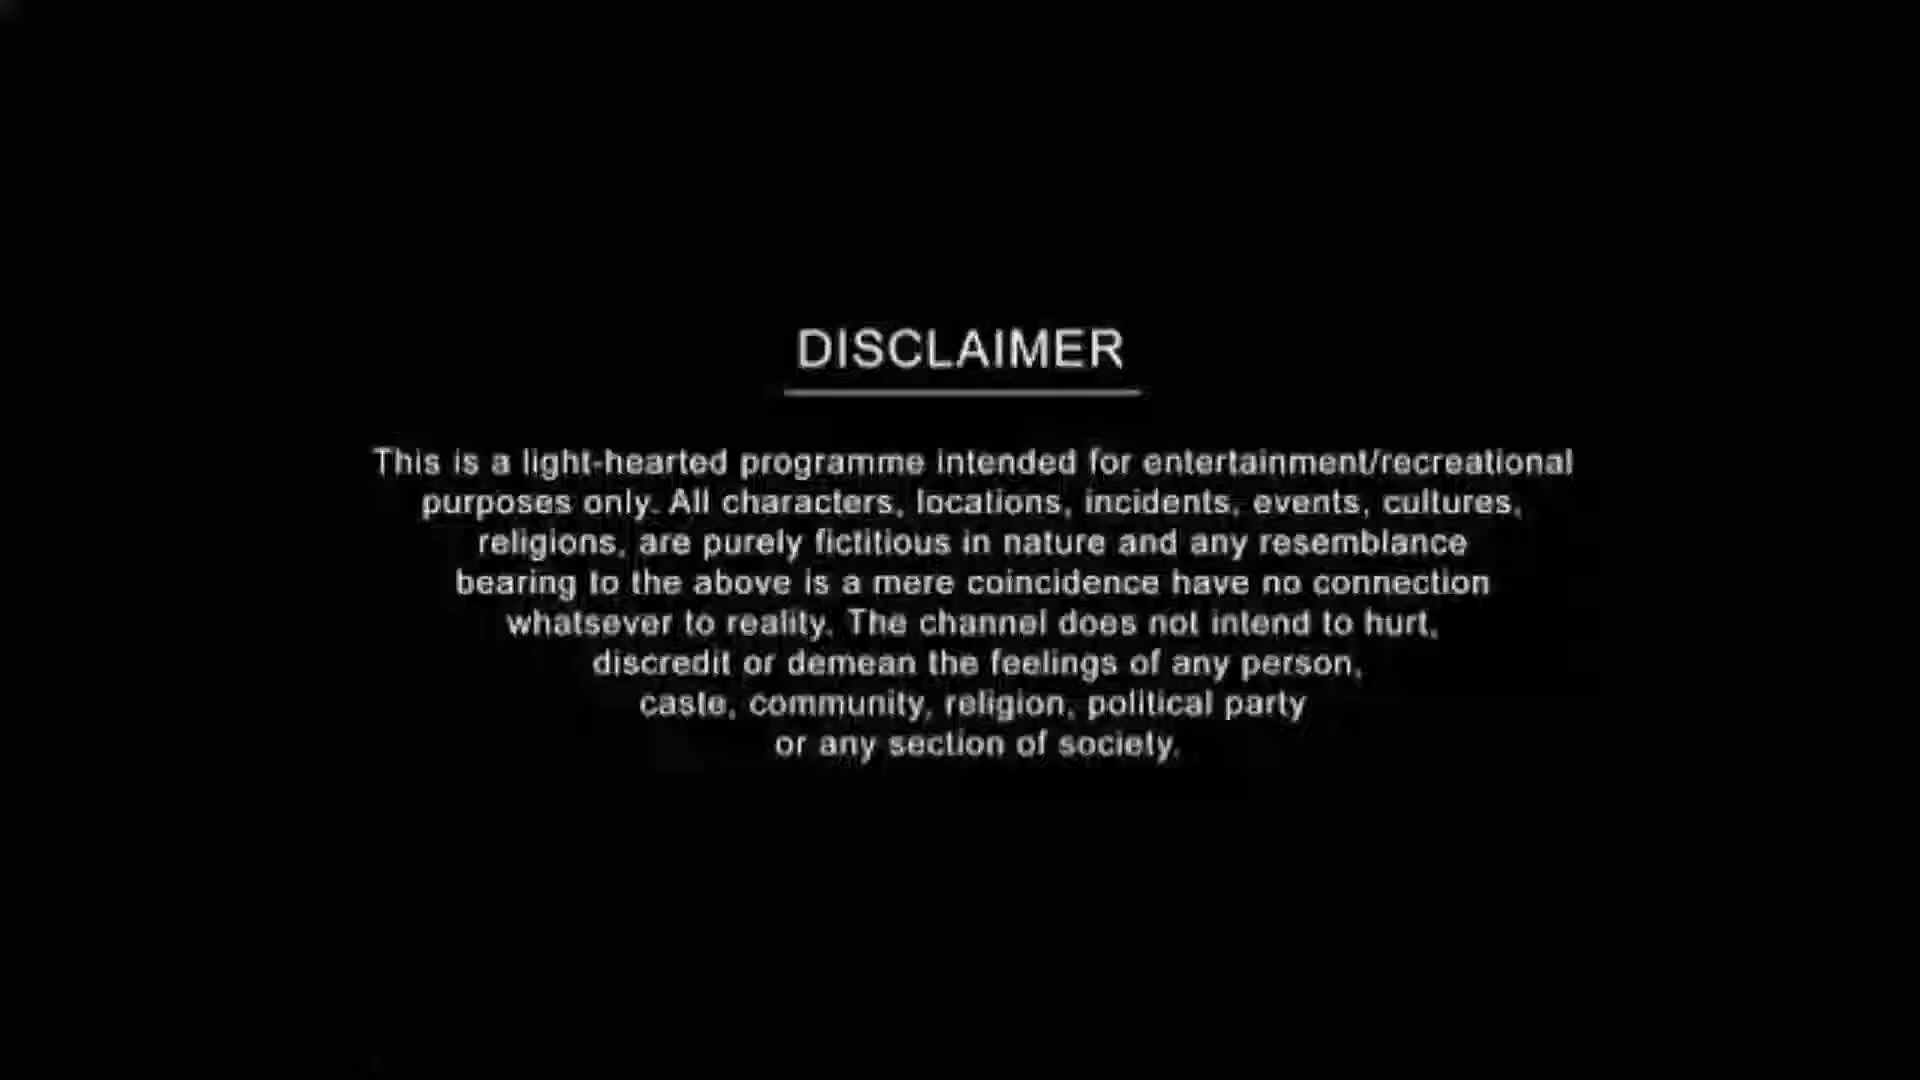 DISCLAIMER
This is a light-hearted programme intended for entertainment/recreational
purposes only. All characters, locations, incidents, events, cultures,
religions, are purely fictitious in nature and any resemblance
bearing to the above is a mere coincidence have no connection
whatsever to reality. The channel does not intend to hurt,
discredit or demean the feelings of any person,
caste, community, religion, political party
or any section of society.